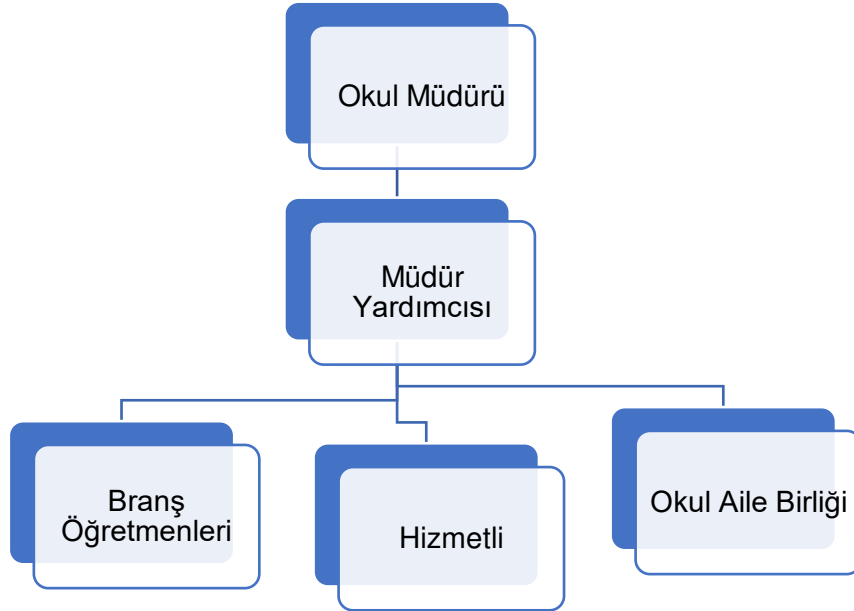 Okul Müdürü
Müdür
Yardımcısı
Branş
Öğretmenleri
Hizmetli
Okul Aile Birliği